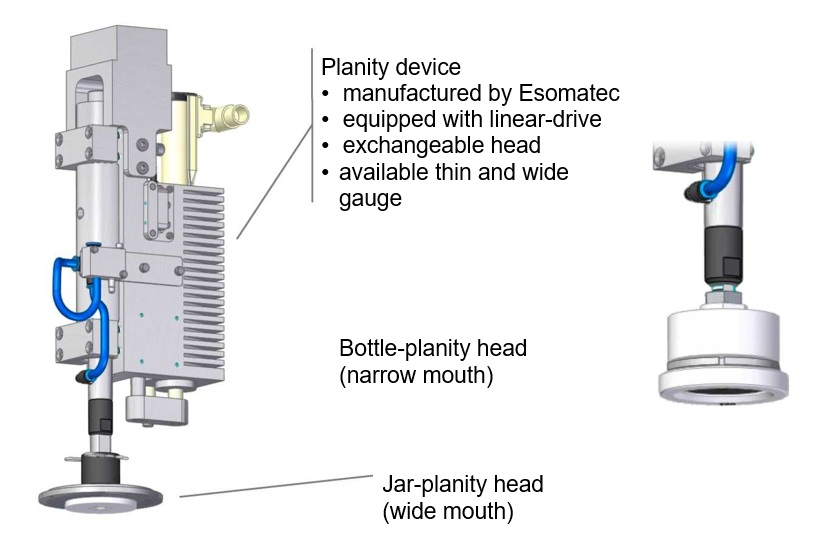 Planity device
• manufactured by Esomatec
• equipped with linear-drive
• exchangeable head
• available thin and wide
gauge
Bottle-planity head
(narrow mouth)
Jar-planity head
(wide mouth)